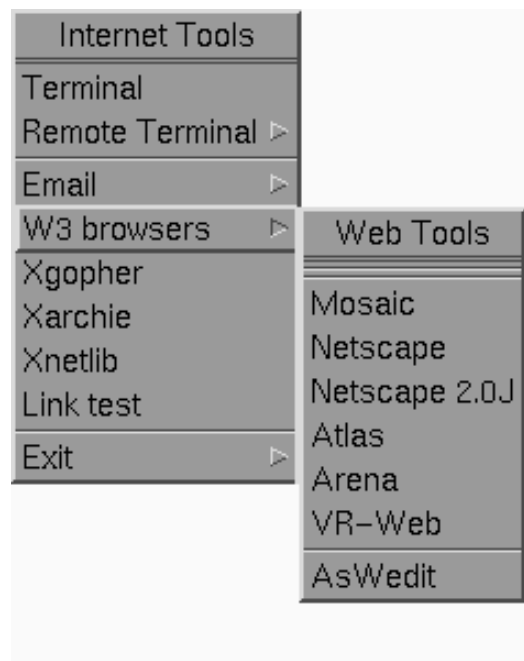 Internet Tools
Terminal
Remote Terminal
Email
W3 browsers
Xgopher
Xarchie
Xnetlib
Link test
Exit
Web Tools
Mosaic
Netscape
Netscape 2.0J
Atlas
Arena
VR-Web
AsWedit